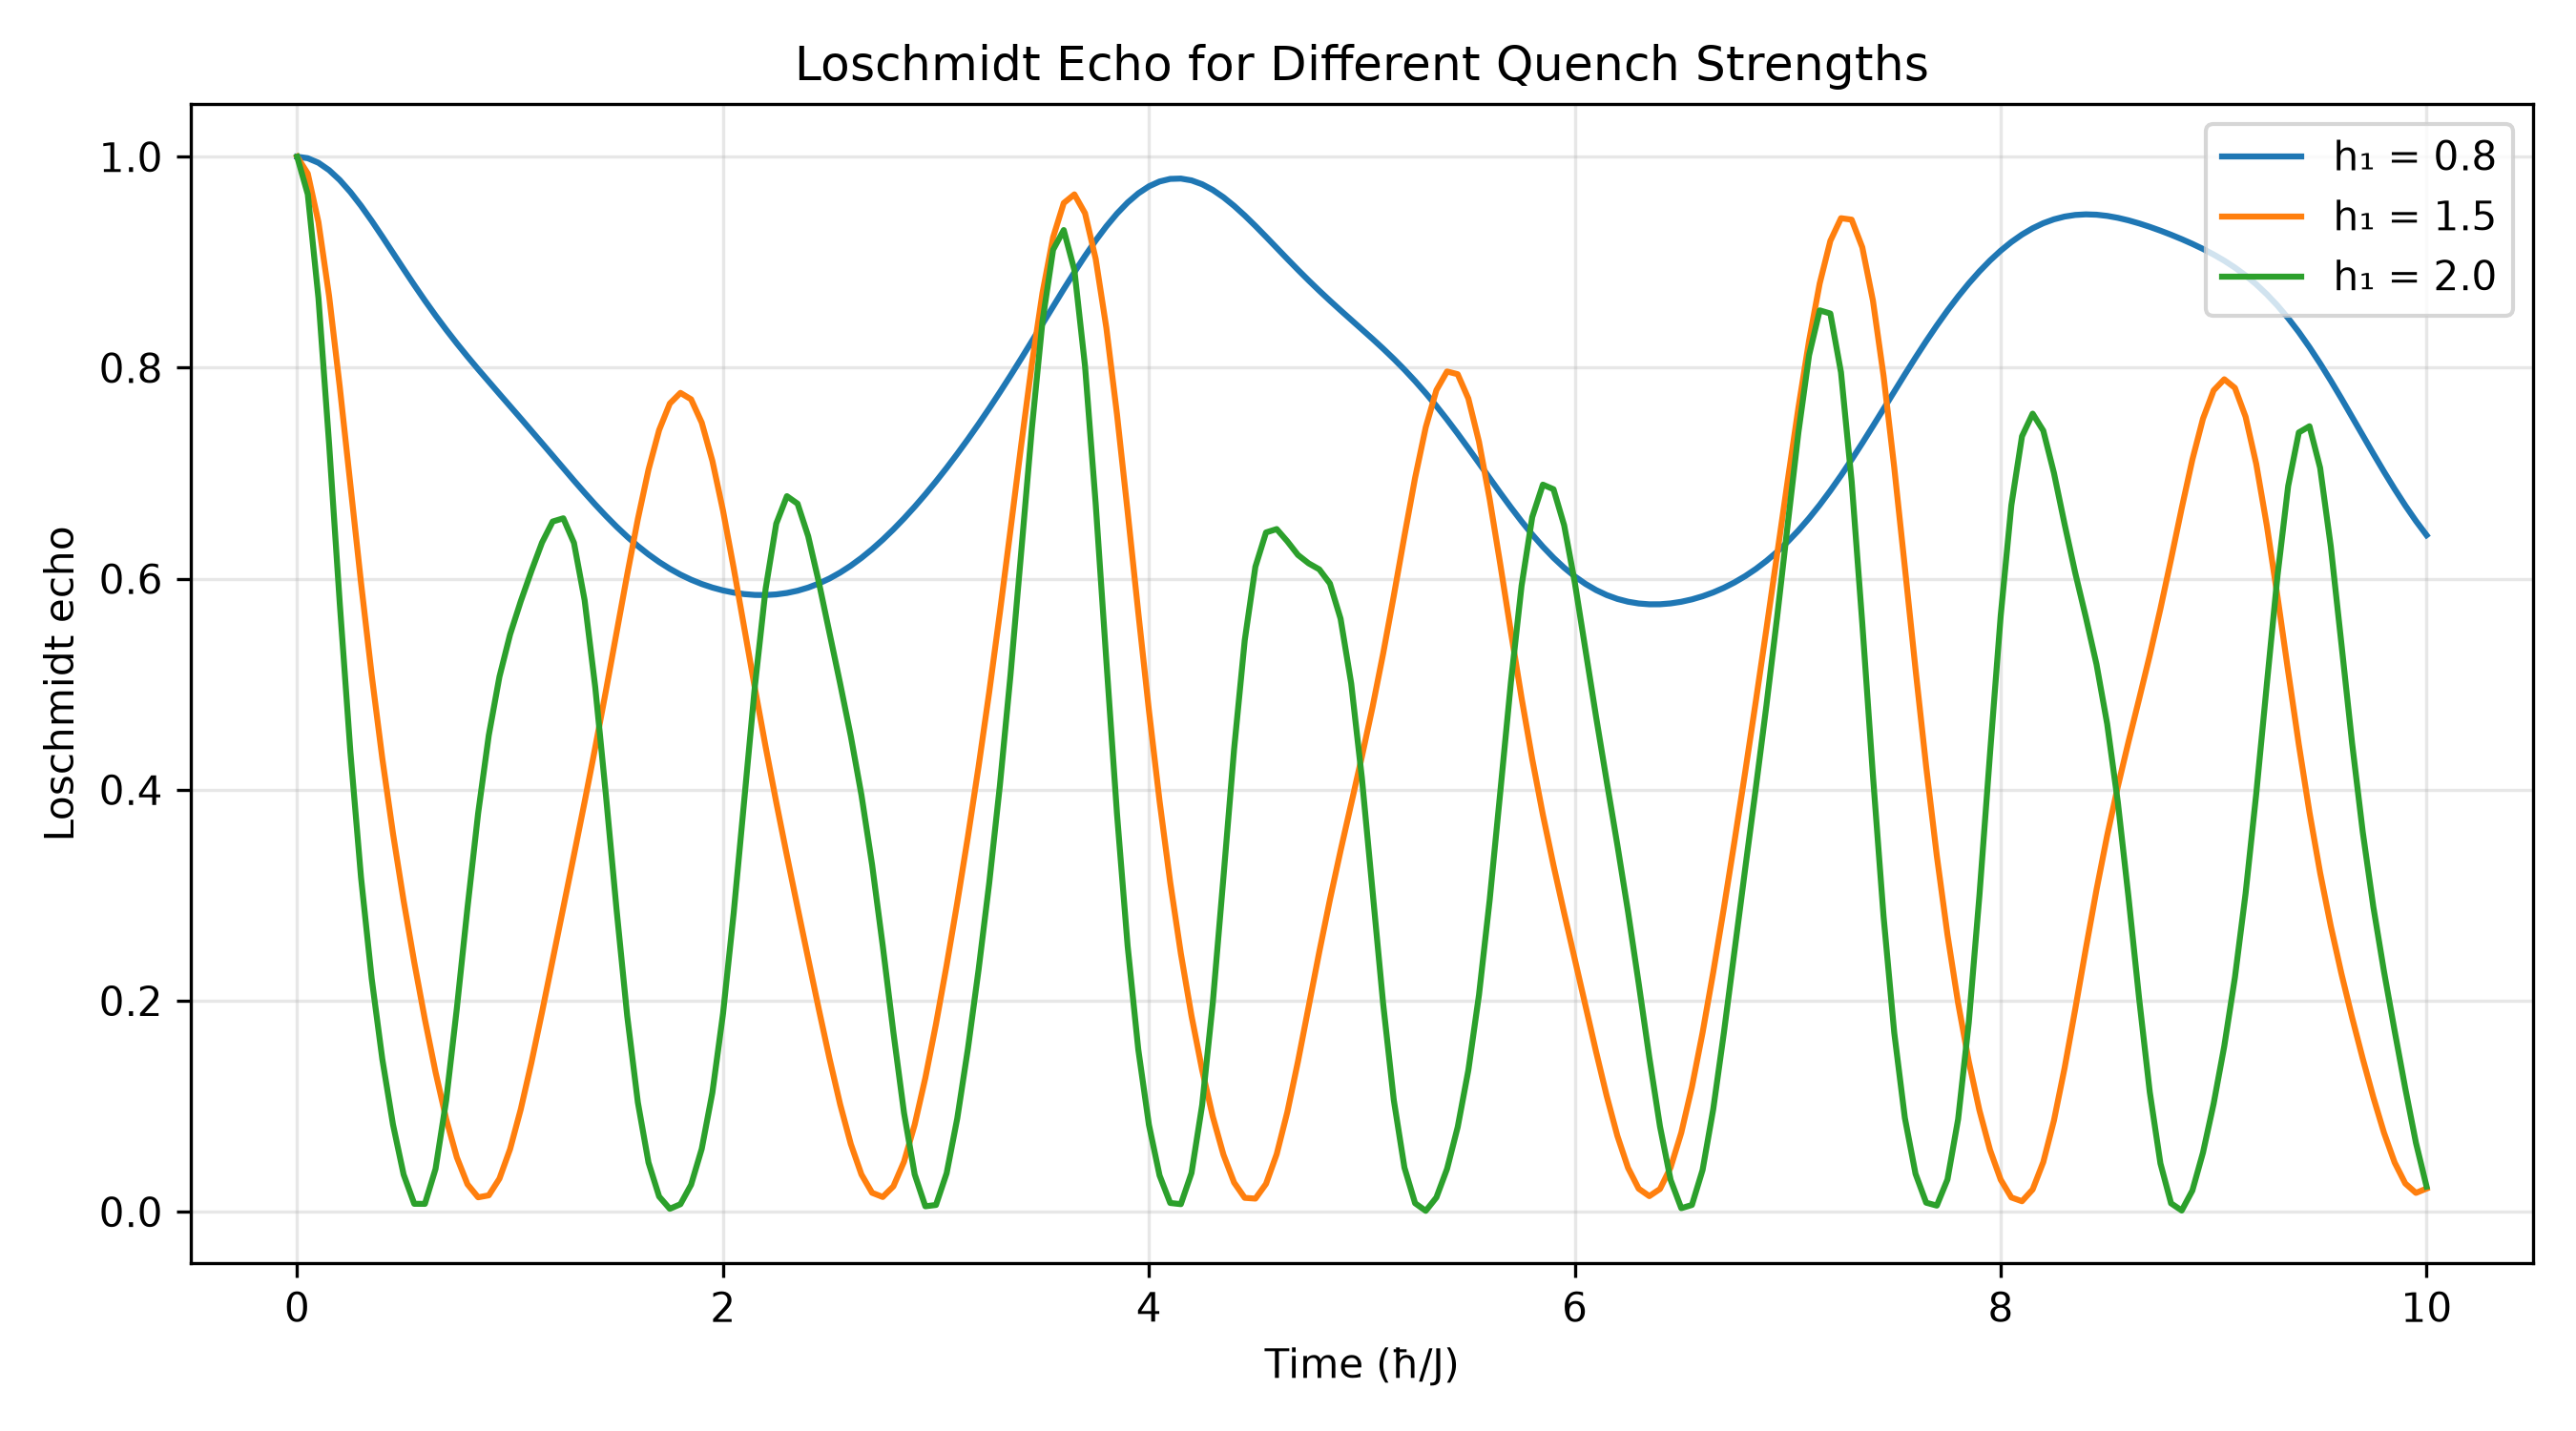 Loschmidt Echo for Different Quench Strengths
h₁ = 0.8
h₁ = 1.5
h₁ = 2.0
Loschmidt echo
1.0
0.8
0.6
0.4
0.2
0.0
0 2 4 6 8 10
Time (ħ/J)